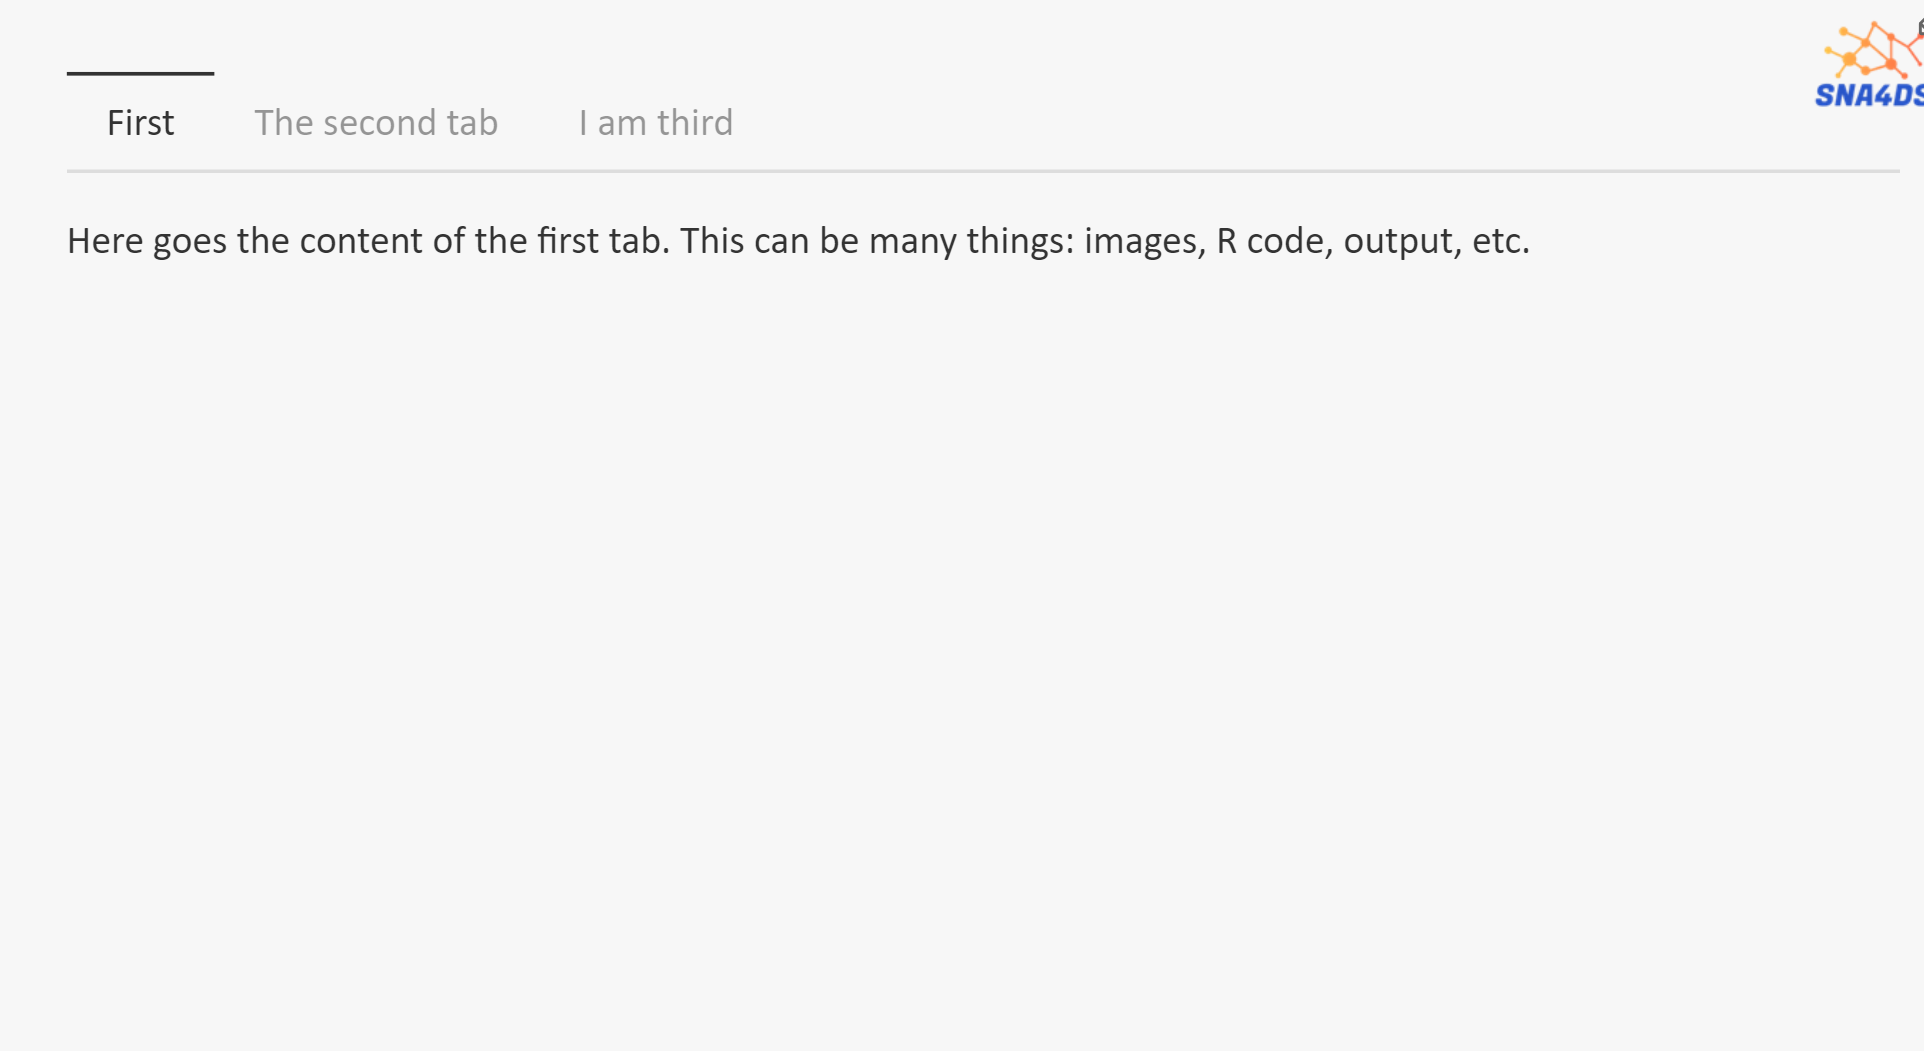 First
The second tab
I am third
SNA4DS
Here goes the content of the first tab. This can be many things: images, R code, output, etc.